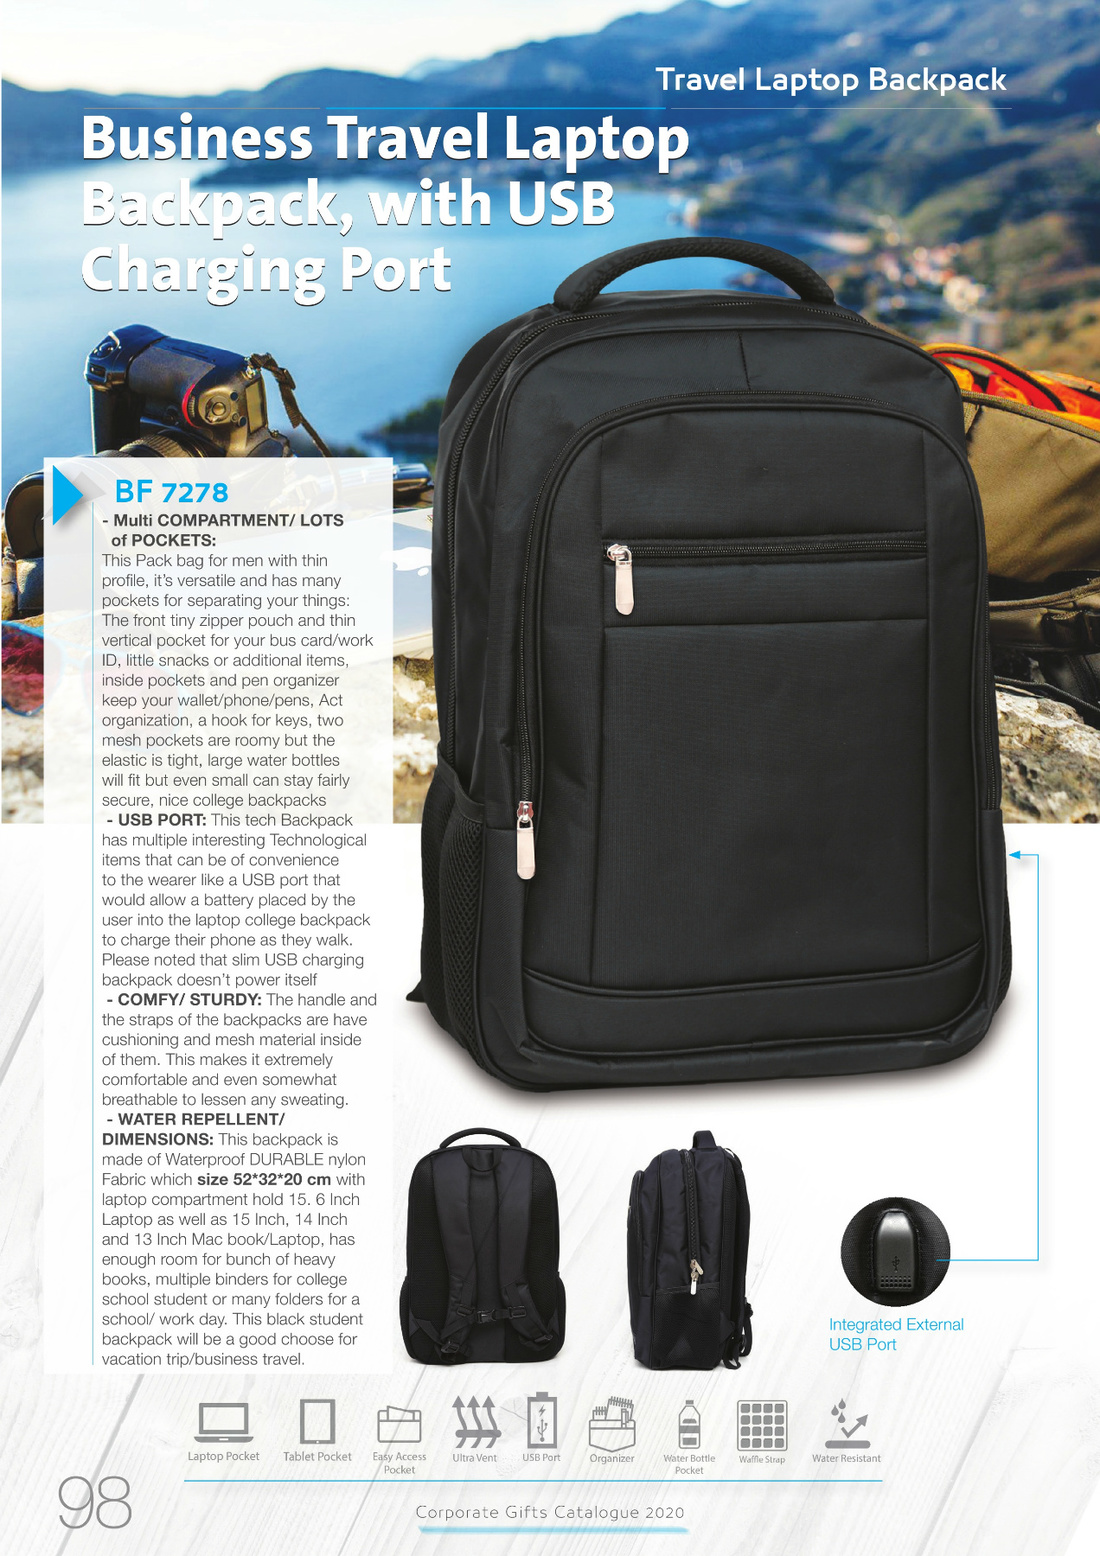 Travel Laptop Backpack
Business Travel Laptop
Backpack, with USB
Charging Port
BF 7278
- Multi COMPARTMENT/ LOTS
of POCKETS:
This Pack bag for men with thin
profile, it's versatile and has many
pockets for separating your things:
The front tiny zipper pouch and thin
vertical pocket for your bus card/work
ID, little snacks or additional items,
inside pockets and pen organizer
keep your wallet/phone/pens, Act
organization, a hook for keys, two
mesh pockets are roomy but the
elastic is tight, large water bottles
will fit but even small can stay fairly
secure, nice college backpacks
- USB PORT: This tech Backpack
has multiple interesting Technological
items that can be of convenience
to the wearer like a USB port that
would allow a battery placed by the
user into the laptop college backpack
to charge their phone as they walk.
Please noted that slim USB charging
backpack doesn't power itself
- COMFY/ STURDY: The handle and
the straps of the backpacks are have
cushioning and mesh material inside
of them. This makes it extremely
comfortable and even somewhat
breathable to lessen any sweating.
- WATER REPELLENT/
DIMENSIONS: This backpack is
made of Waterproof DURABLE nylon
Fabric which size 52*32*20 cm with
laptop compartment hold 15. 6 Inch
Laptop as well as 15 Inch, 14 Inch
and 13 Inch Mac book/Laptop, has
enough room for bunch of heavy
books, multiple binders for college
school student or many folders for a
school/ work day. This black student
backpack will be a good choose for
vacation trip/business travel.
Integrated External
USB Port
Laptop Pocket
Tablet Pocket
Easy Access
Pocket
Ultra Vent
USB Port
Organizer
Water Bottle
Pocket
Waffle Strap
Water Resistant
98
Corporate Gifts Catalogue 2020